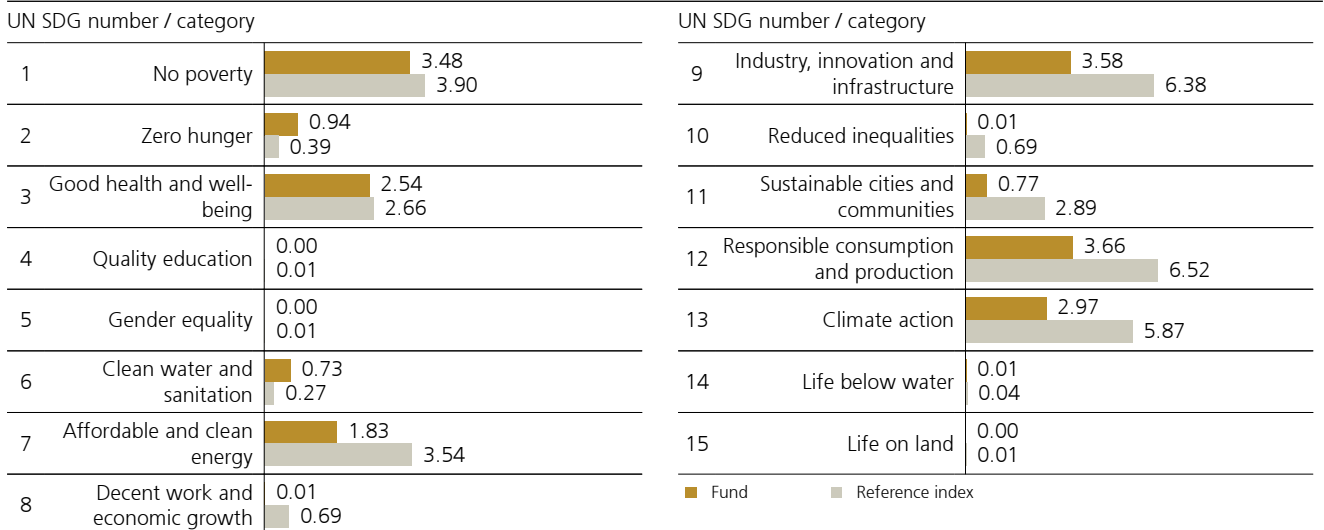 UN SDG number / category
1 No poverty 3.48
3.90
2 Zero hunger 0.94
0.39
3 Good health and well-
being 2.54
2.66
4 Quality education 0.00
0.01
5 Gender equality 0.00
0.01
6 Clean water and
sanitation 0.73
0.27
7 Affordable and clean
energy 1.83
3.54
8 Decent work and
economic growth 0.01
0.69
UN SDG number / category
9 Industry, innovation and
infrastructure 3.58
6.38
10 Reduced inequalities 0.01
0.69
11 Sustainable cities and
communities 0.77
2.89
12 Responsible consumption
and production 3.66
6.52
13 Climate action 2.97
5.87
14 Life below water 0.01
0.04
15 Life on land 0.00
0.01
Fund Reference index